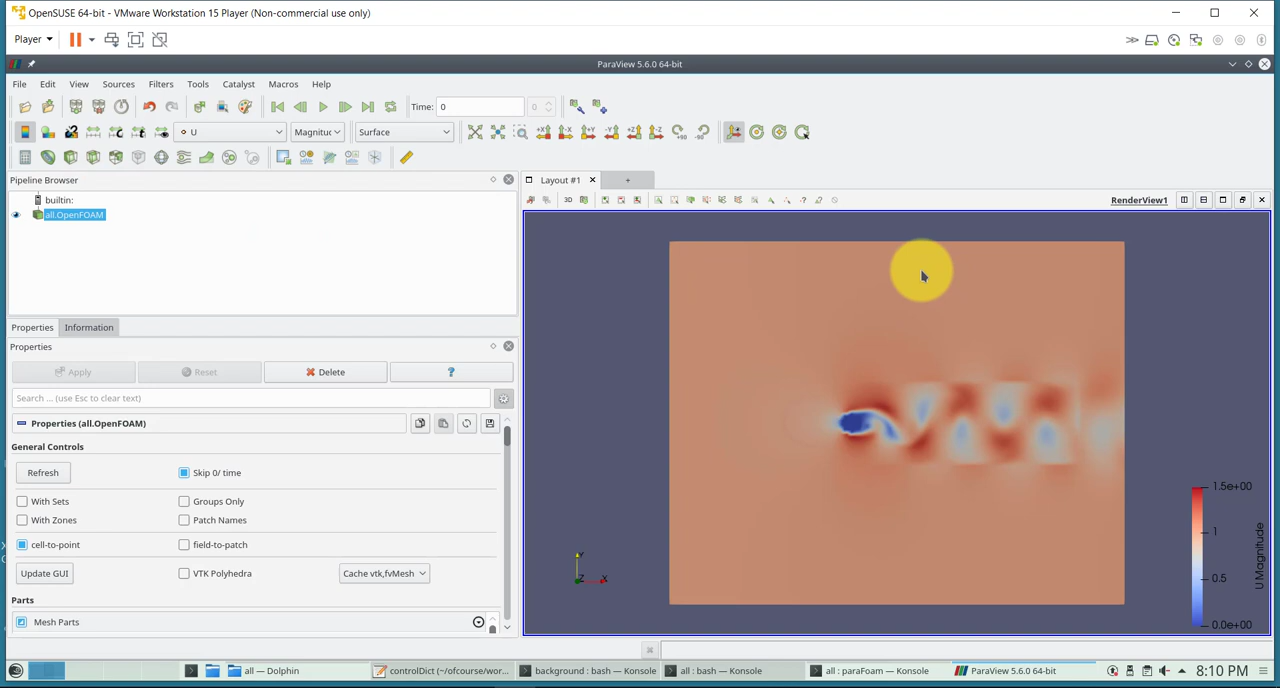 OpenSUSE 64-bit - VMware Workstation 15 Player (Non-commercial use only)
Player
ParaView 5.6.0 64-bit
File Edit View Sources Filters Tools Catalyst Macros Help
Time: 0 0
U Magnituc Surface
Pipeline Browser
builtin:
all.OpenFOAM
Layout #1 +
3D RenderView1
Properties Information
Properties
Apply Reset Delete ?
Search ... (use Esc to clear text)
Properties (all.OpenFOAM)
General Controls
Refresh Skip 0/ time
With Sets Groups Only
With Zones Patch Names
cell-to-point field-to-patch
Update GUI VTK Polyhedra Cache vtk,fvMesh
Parts
Mesh Parts
Y
Z X
1.5e+00
1
0.5
0.0e+00
U Magnitude
all — Dolphin controlDict (~/ofcourse/wor... background : bash — Konsole all : bash — Konsole all : paraFoam — Konsole ParaView 5.6.0 64-bit 8:10 PM